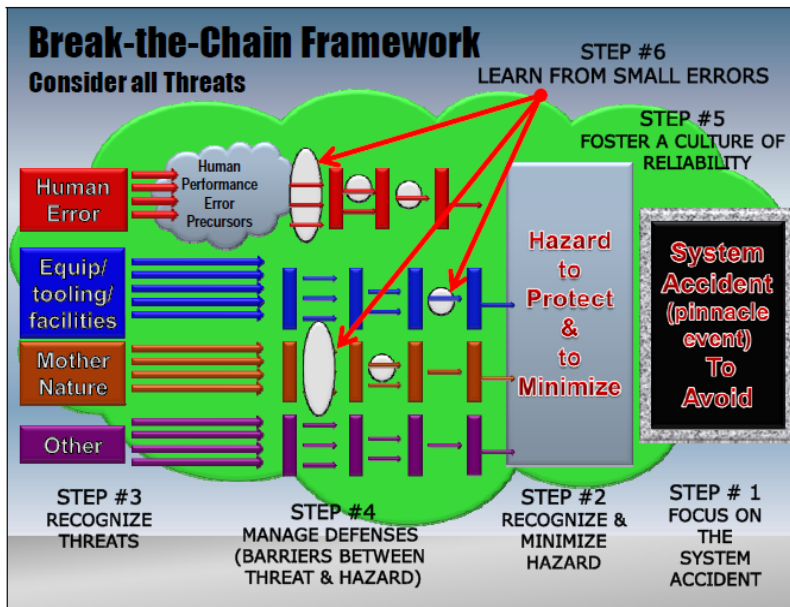 Break-the-Chain Framework
Consider all Threats
STEP #6
LEARN FROM SMALL ERRORS
STEP #5
FOSTER A CULTURE OF
RELIABILITY
Human
Error
Human
Performance
Error
Precursors
Equip/
tooling/
facilities
Mother
Nature
Other
Hazard
to
Protect
&
to
Minimize
System
Accident
(pinnacle
event)
To
Avoid
STEP #3
RECOGNIZE
THREATS
STEP #4
MANAGE DEFENSES
(BARRIERS BETWEEN
THREAT & HAZARD)
STEP #2
RECOGNIZE &
MINIMIZE
HAZARD
STEP # 1
FOCUS ON
THE
SYSTEM
ACCIDENT